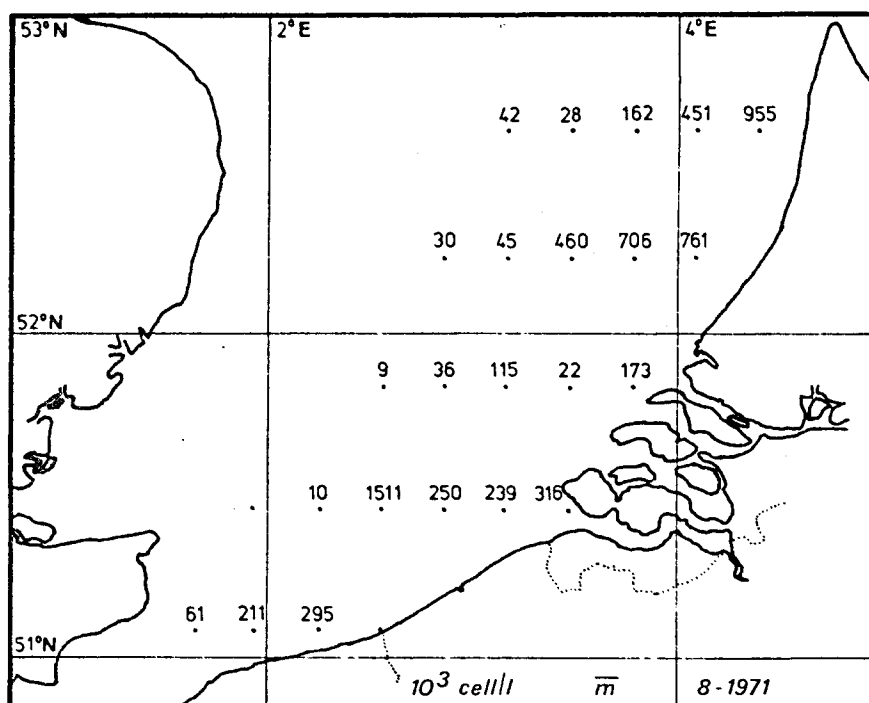 53°N 2°E 4°E
42 28 162 451 955
30 45 460 706 761
52°N
9 36 115 22 173
10 1511 250 239 316
61 211 295
51°N
10³ cell/l m̅ 8-1971